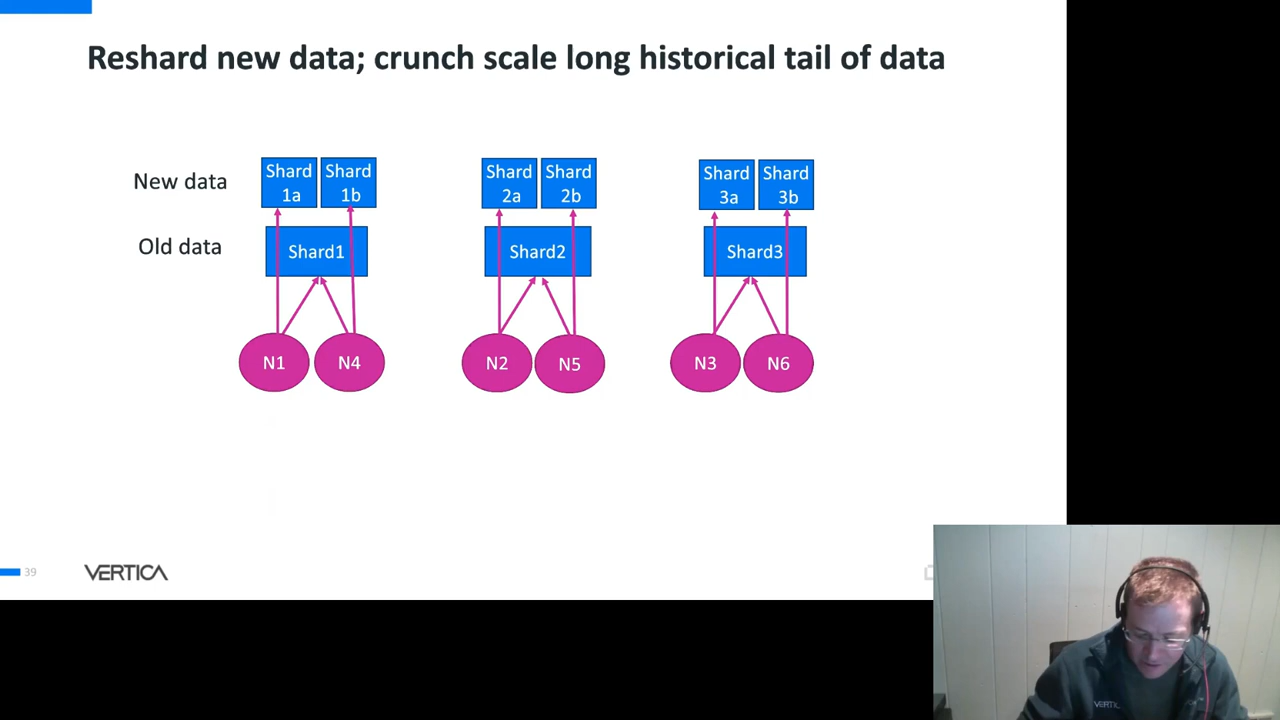 Reshard new data; crunch scale long historical tail of data
New data
Shard 1a
Shard 1b
Shard 2a
Shard 2b
Shard 3a
Shard 3b
Old data
Shard1
Shard2
Shard3
N1
N4
N2
N5
N3
N6
39
VERTICA
VERTICA